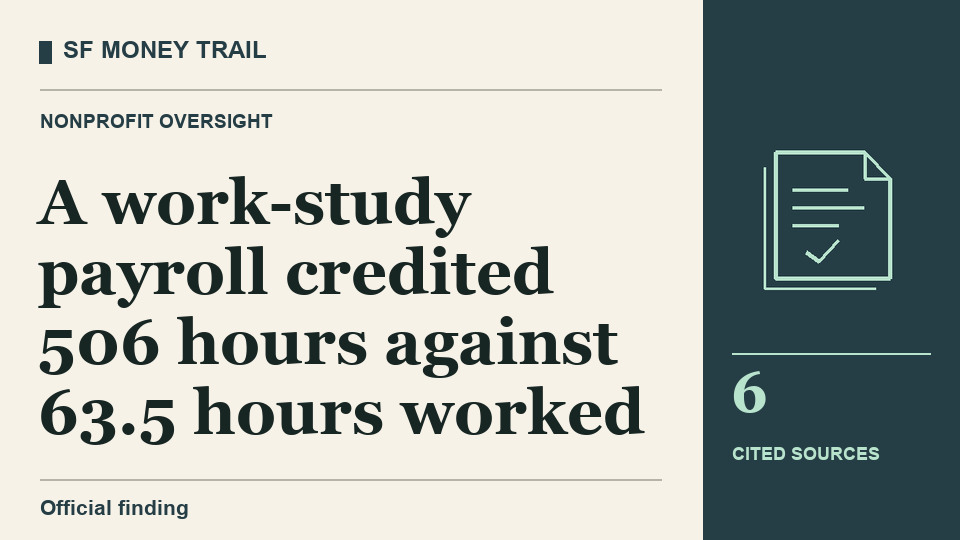 SF MONEY TRAIL
NONPROFIT OVERSIGHT
A work-study
payroll credited
506 hours against
63.5 hours worked
Official finding
6
CITED SOURCES